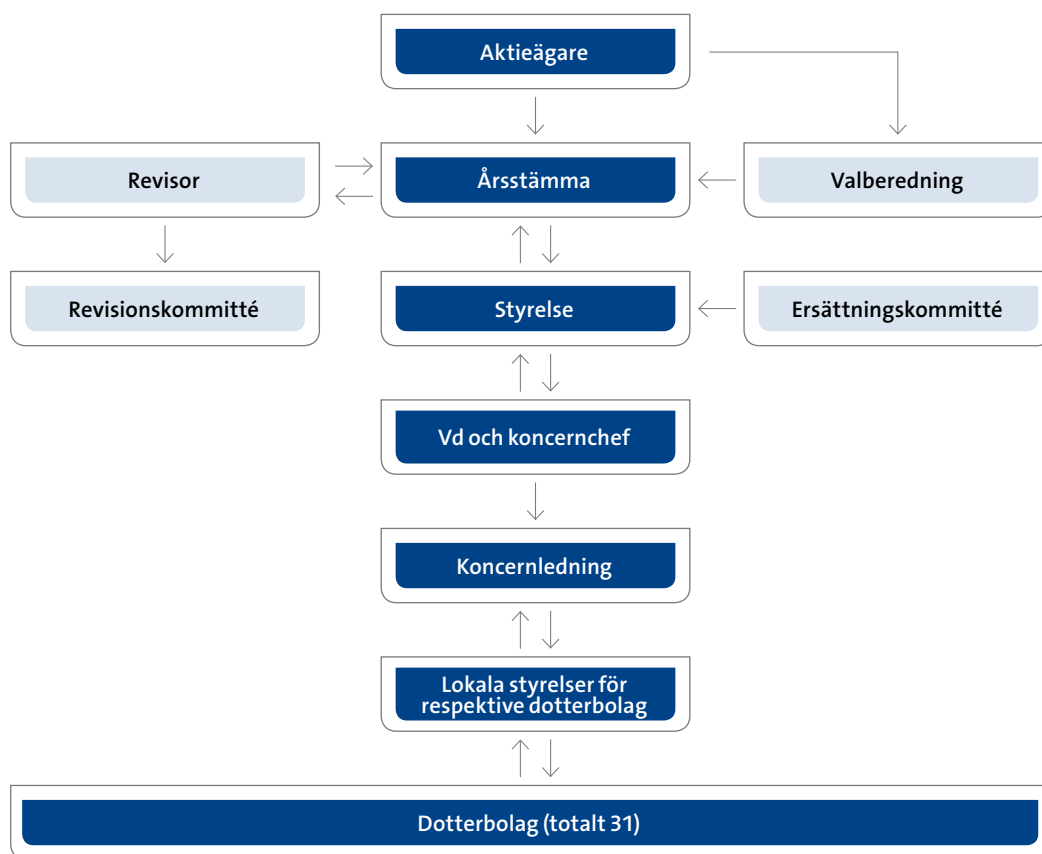 Aktieägare
Revisor
Årsstämma
Valberedning
Revisionskommitté
Styrelse
Ersättningskommitté
Vd och koncernchef
Koncernledning
Lokala styrelser för
respektive dotterbolag
Dotterbolag (totalt 31)